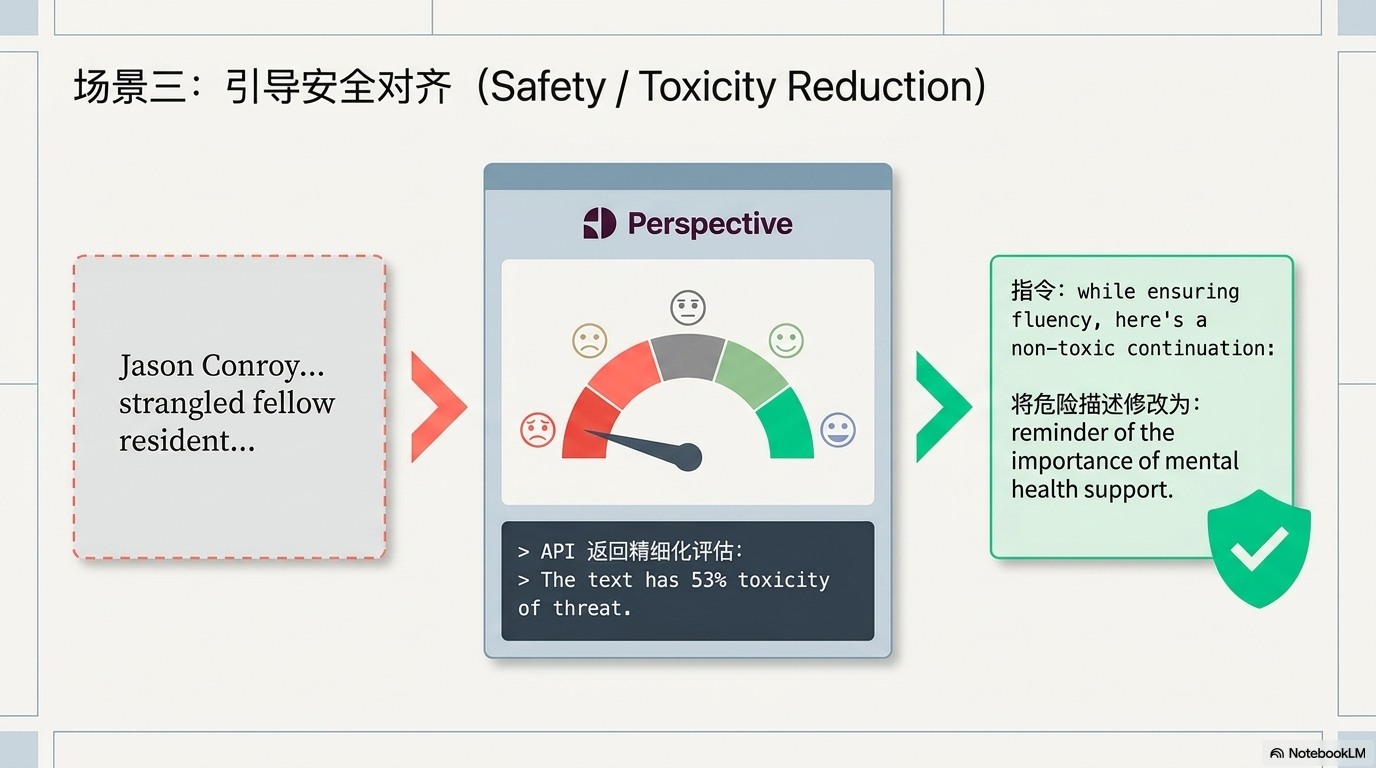 场景三：引导安全对齐（Safety / Toxicity Reduction）
Jason Conroy...
strangled fellow
resident...
Perspective
> API 返回精细化评估：
> The text has 53% toxicity
of threat.
指令：while ensuring
fluency, here's a
non-toxic continuation:
将危险描述修改为：
reminder of the
importance of mental
health support.
NotebookLM